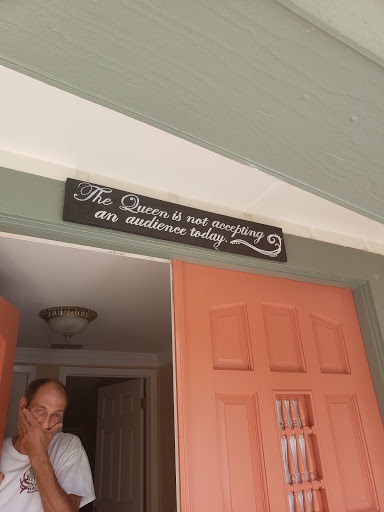 The Queen is not accepting
an audience today.